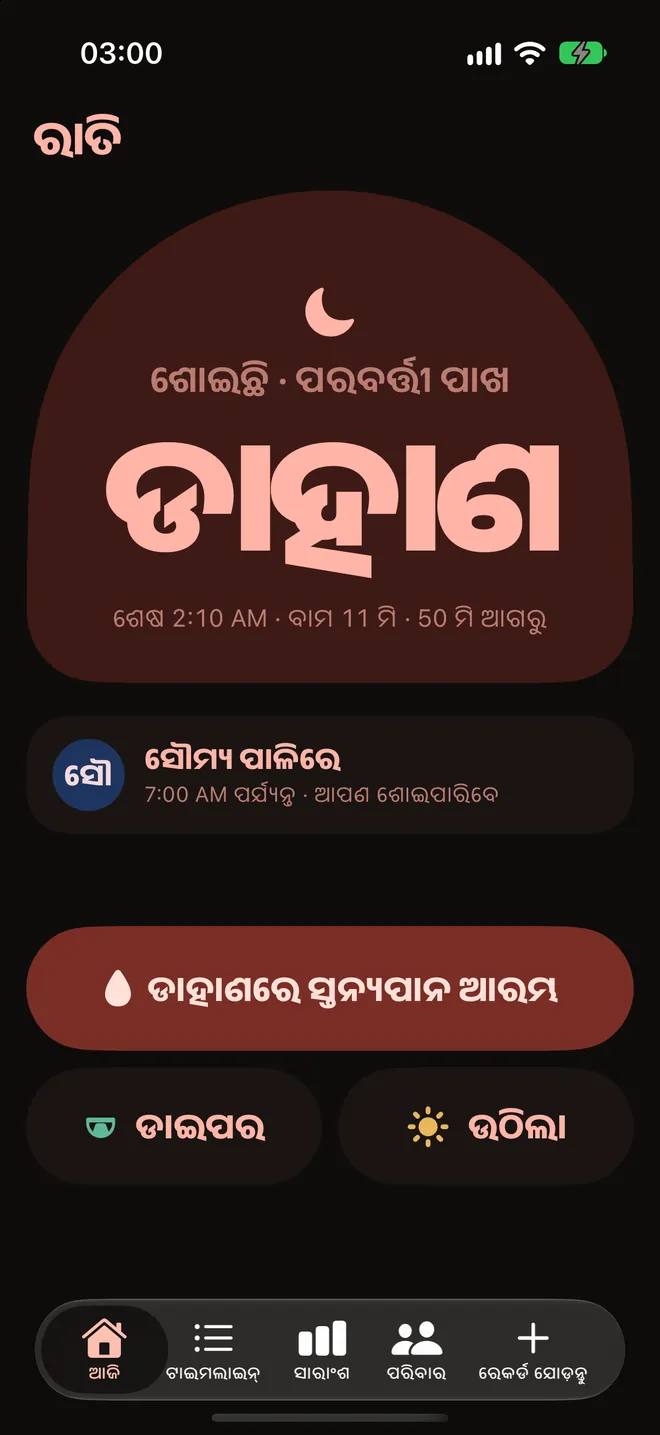 03:00
ରାତି
ଶୋଇଛି · ପରବର୍ତ୍ତୀ ପାଖ
ଡାହାଣ
ଶେଷ 2:10 AM · ବାମ 11 ମି · 50 ମି ଆଗରୁ
ସୌ
ସୌମ୍ୟ ପାଳିରେ
7:00 AM ପର୍ଯ୍ୟନ୍ତ · ଆପଣ ଶୋଇପାରିବେ
ଡାହାଣରେ ସ୍ତନ୍ୟପାନ ଆରମ୍ଭ
ଡାଇପର
ଉଠିଲା
ଆଜି
ଟାଇମଲାଇନ୍
ସାରାଂଶ
ପରିବାର
ରେକର୍ଡ ଯୋଡ଼ନ୍ତୁ